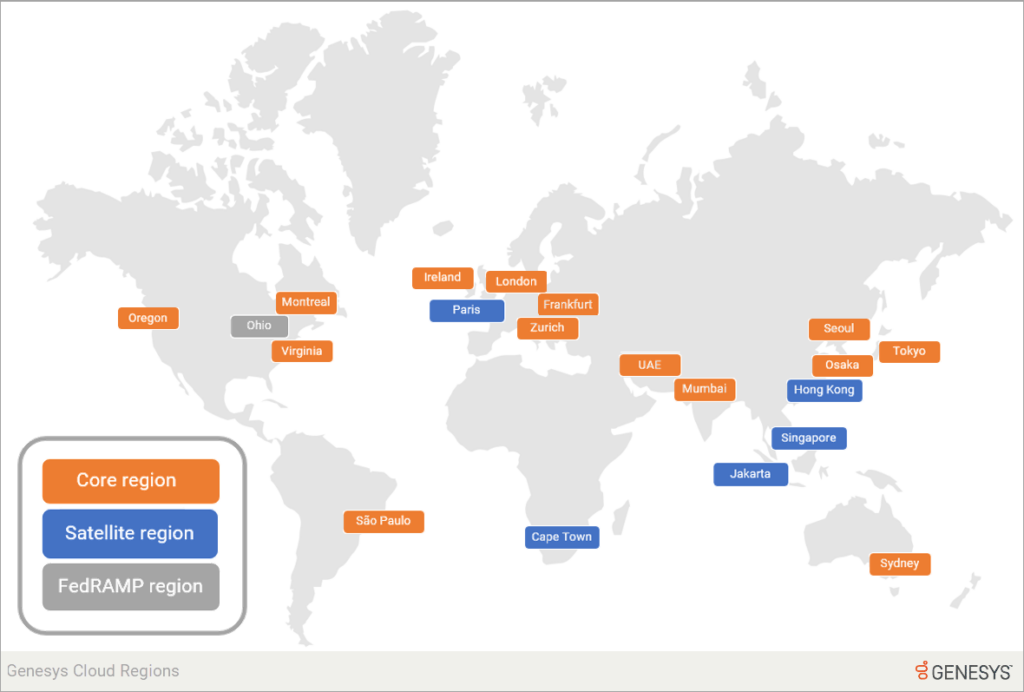 Ireland
London
Montreal
Frankfurt
Paris
Oregon
Ohio
Zurich
Seoul
Virginia
Tokyo
UAE
Osaka
Mumbai
Hong Kong
Singapore
Jakarta
Core region
São Paulo
Satellite region
Cape Town
Sydney
FedRAMP region
Genesys Cloud Regions
GENESYS™